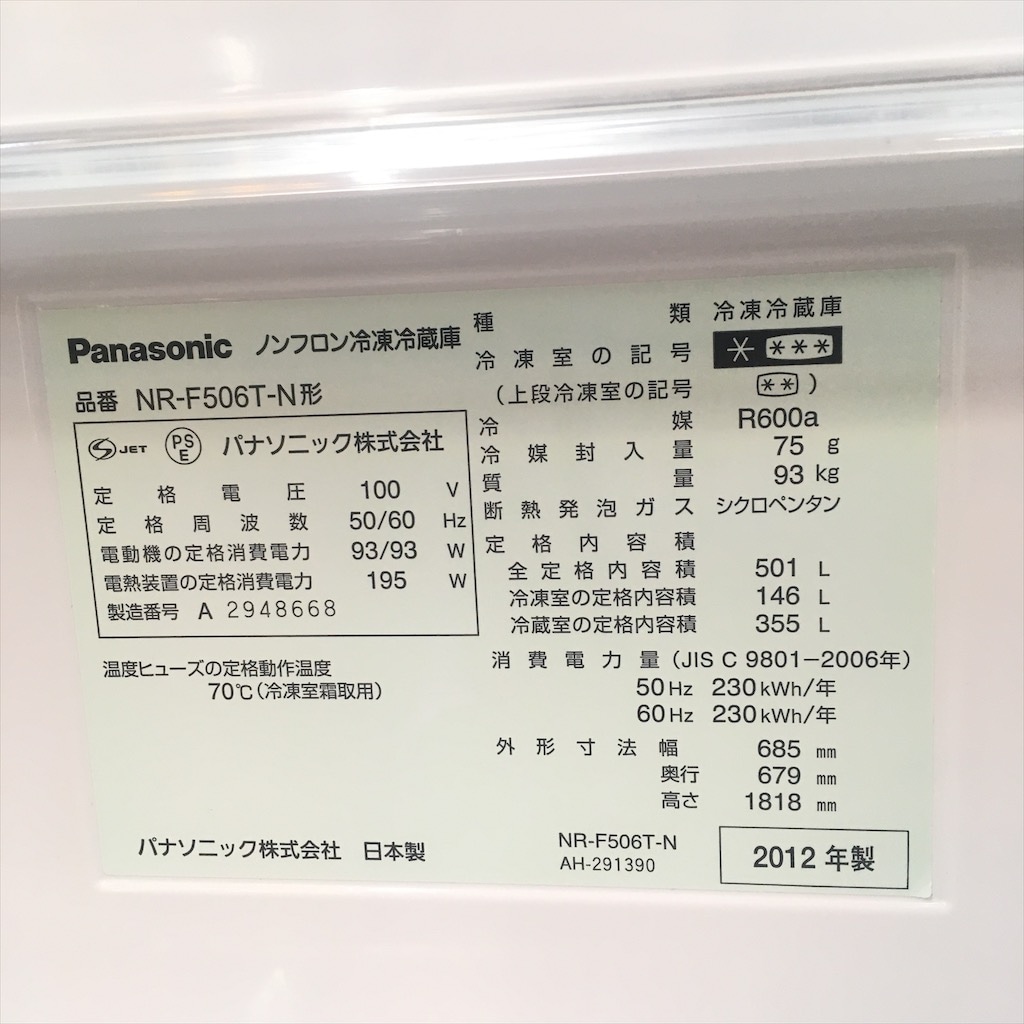 Panasonic ノンフロン冷凍冷蔵庫
品番 NR-F506T-N形
S JET PSE パナソニック株式会社
定格電圧 100 V
定格周波数 50/60 Hz
電動機の定格消費電力 93/93 W
電熱装置の定格消費電力 195 W
製造番号 A 2948668
温度ヒューズの定格動作温度
70℃(冷凍室霜取用)
種類 冷凍冷蔵庫
冷凍室の記号 * ***
(上段冷凍室の記号 ** )
冷媒 R600a
冷媒封入量 75 g
質量 93 kg
断熱発泡ガス シクロペンタン
定格内容積
全定格内容積 501 L
冷凍室の定格内容積 146 L
冷蔵室の定格内容積 355 L
消費電力量(JIS C 9801-2006年)
50Hz 230kWh/年
60Hz 230kWh/年
外形寸法幅 685 mm
奥行 679 mm
高さ 1818 mm
パナソニック株式会社 日本製
NR-F506T-N
AH-291390
2012年製